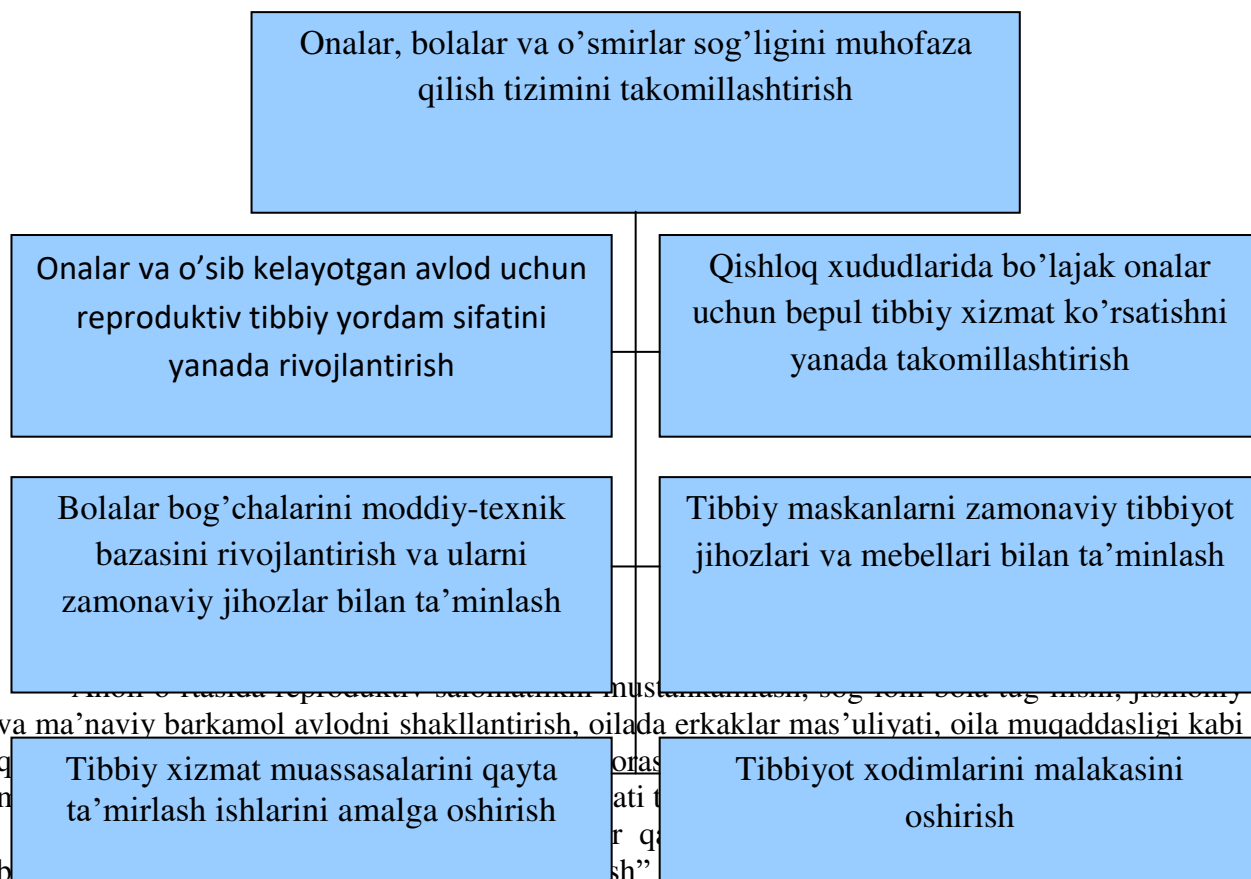 Onalar, bolalar va o’smirlar sog’ligini muhofaza
qilish tizimini takomillashtirish
Onalar va o’sib kelayotgan avlod uchun
reproduktiv tibbiy yordam sifatini
yanada rivojlantirish
Qishloq xududlarida bo’lajak onalar
uchun bepul tibbiy xizmat ko’rsatishni
yanada takomillashtirish
Bolalar bog’chalarini moddiy-texnik
bazasini rivojlantirish va ularni
zamonaviy jihozlar bilan ta’minlash
Tibbiy maskanlarni zamonaviy tibbiyot
jihozlari va mebellari bilan ta’minlash
va ma’naviy barkamol avlodni shakllantirish, oilada erkaklar mas’uliyati, oila muqaddasligi kabi
Tibbiy xizmat muassasalarini qayta
ta’mirlash ishlarini amalga oshirish
Tibbiyot xodimlarini malakasini
oshirish